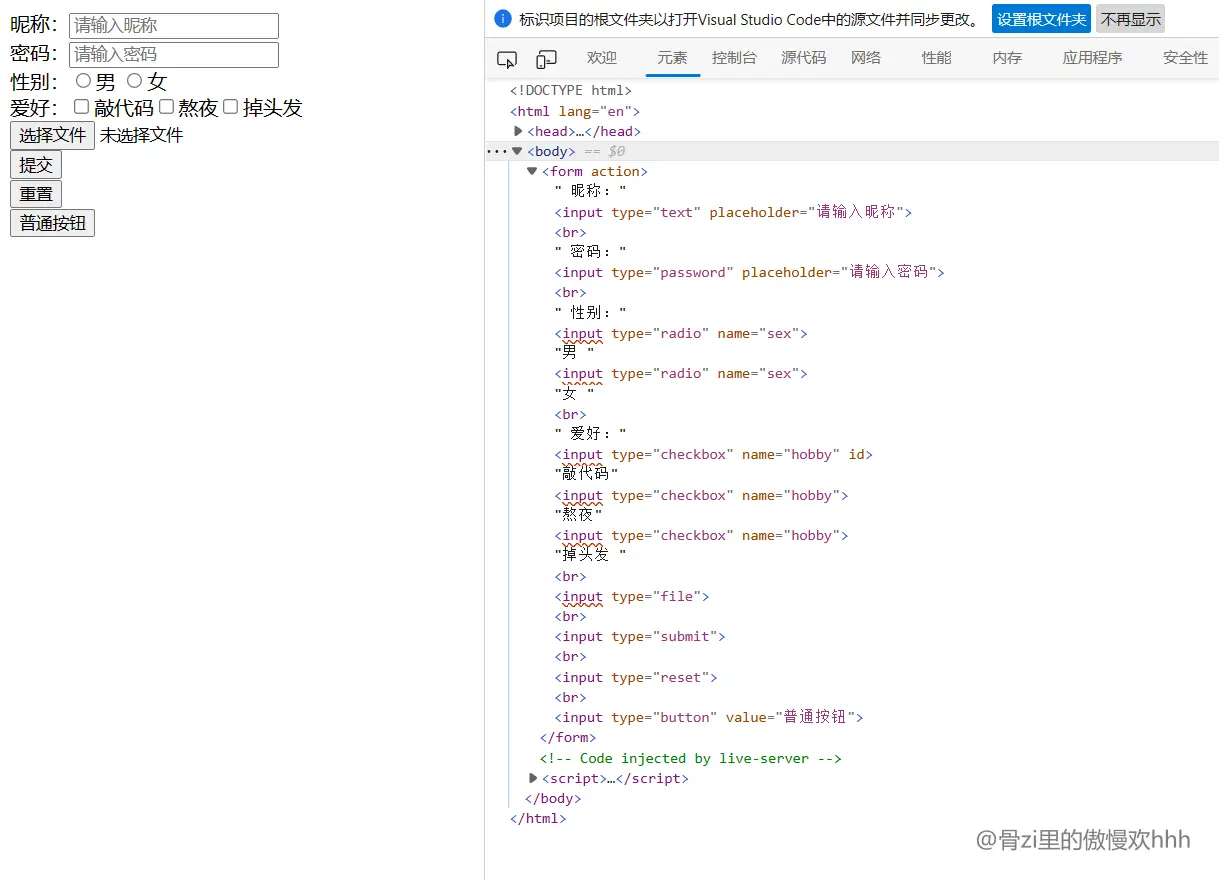 昵称： 请输入昵称
密码： 请输入密码
性别： 男 女
爱好： 敲代码 熬夜 掉头发
选择文件 未选择文件
提交
重置
普通按钮
标识项目的根文件夹以打开Visual Studio Code中的源文件并同步更改。 设置根文件夹 不再显示
欢迎 元素 控制台 源代码 网络 性能 内存 应用程序 安全性
<!DOCTYPE html>
<html lang="en">
<head>…</head>
<body> == $0
<form action>
" 昵称："
<input type="text" placeholder="请输入昵称">
<br>
" 密码："
<input type="password" placeholder="请输入密码">
<br>
" 性别："
<input type="radio" name="sex">
"男 "
<input type="radio" name="sex">
"女 "
<br>
" 爱好："
<input type="checkbox" name="hobby" id>
"敲代码"
<input type="checkbox" name="hobby">
"熬夜"
<input type="checkbox" name="hobby">
"掉头发 "
<br>
<input type="file">
<br>
<input type="submit">
<br>
<input type="reset">
<br>
<input type="button" value="普通按钮">
</form>
<!-- Code injected by live-server -->
<script>…</script>
</body>
</html>
@骨zi里的傲慢欢hhh